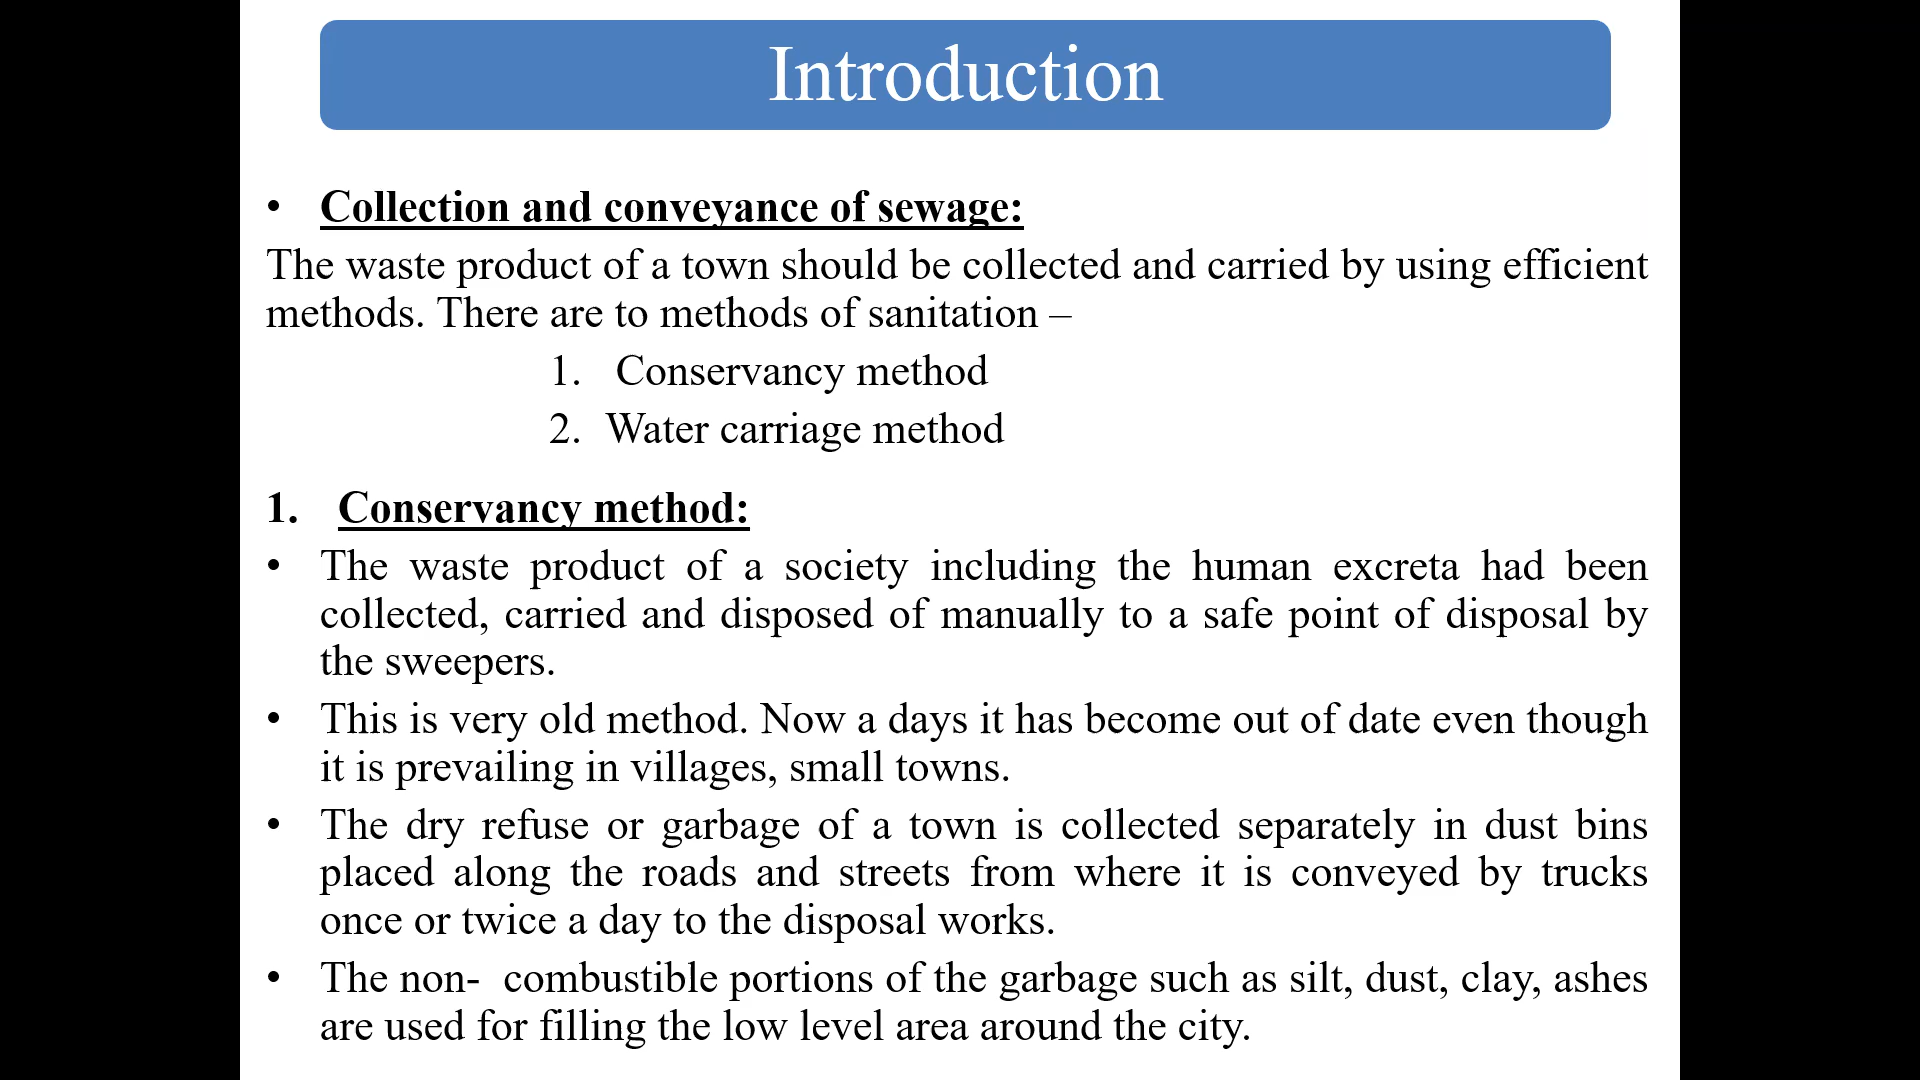 Introduction
• Collection and conveyance of sewage:
The waste product of a town should be collected and carried by using efficient
methods. There are to methods of sanitation –
1. Conservancy method
2. Water carriage method
1. Conservancy method:
• The waste product of a society including the human excreta had been
collected, carried and disposed of manually to a safe point of disposal by
the sweepers.
• This is very old method. Now a days it has become out of date even though
it is prevailing in villages, small towns.
• The dry refuse or garbage of a town is collected separately in dust bins
placed along the roads and streets from where it is conveyed by trucks
once or twice a day to the disposal works.
• The non- combustible portions of the garbage such as silt, dust, clay, ashes
are used for filling the low level area around the city.